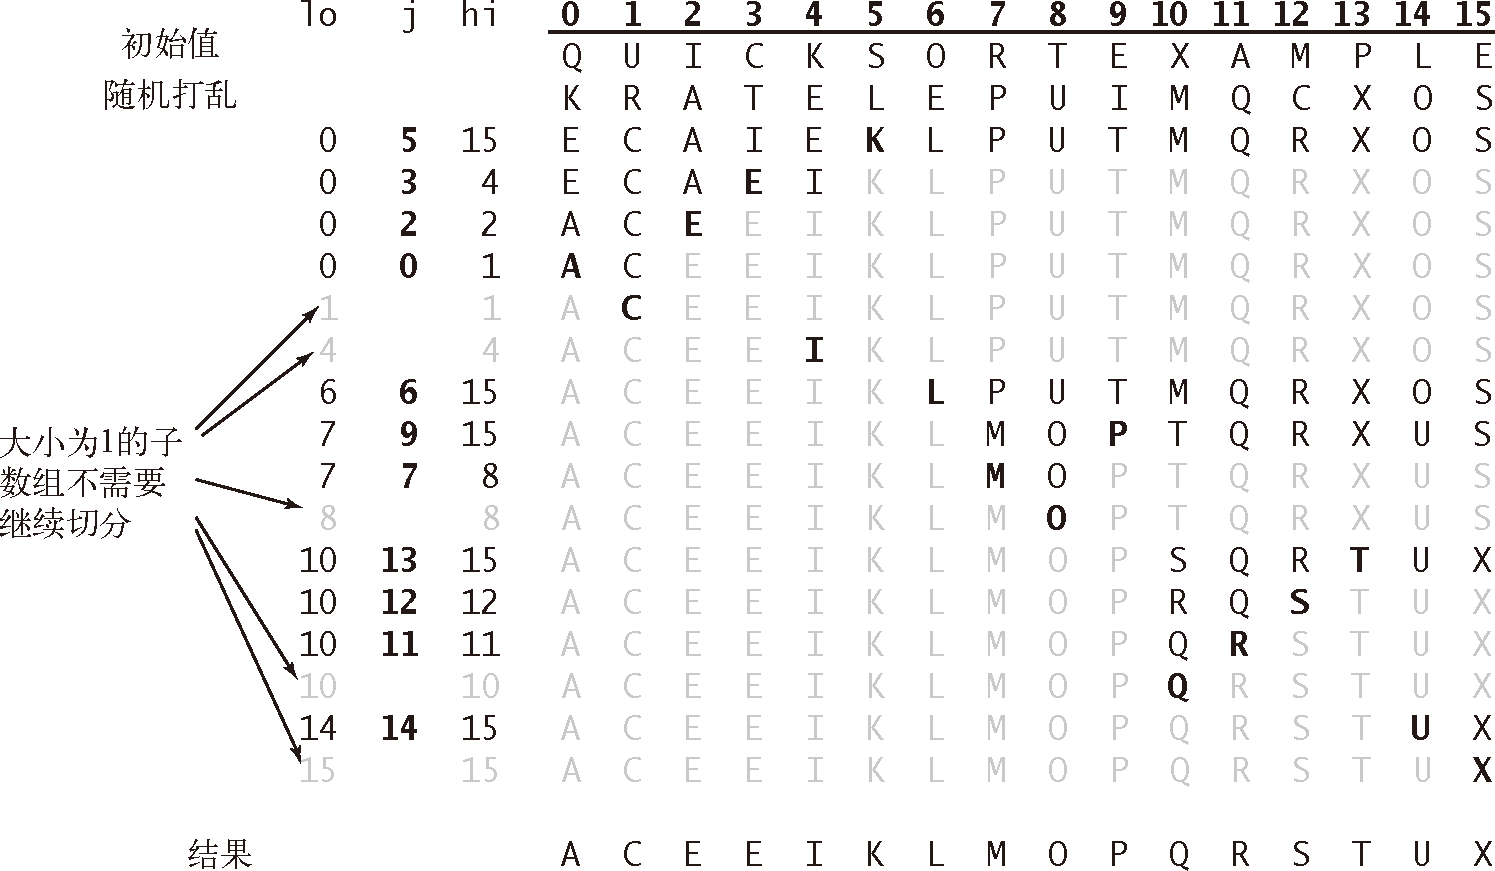 lo j hi 0 1 2 3 4 5 6 7 8 9 10 11 12 13 14 15
初始值 Q U I C K S O R T E X A M P L E
随机打乱 K R A T E L E P U I M Q C X O S
0 5 15 E C A I E K L P U T M Q R X O S
0 3 4 E C A E I K L P U T M Q R X O S
0 2 2 A C E E I K L P U T M Q R X O S
0 0 1 A C E E I K L P U T M Q R X O S
1 1 A C E E I K L P U T M Q R X O S
4 4 A C E E I K L P U T M Q R X O S
6 6 15 A C E E I K L P U T M Q R X O S
大小为1的子
数组不需要
继续切分
7 9 15 A C E E I K L M O P T Q R X U S
7 7 8 A C E E I K L M O P T Q R X U S
8 8 A C E E I K L M O P T Q R X U S
10 13 15 A C E E I K L M O P S Q R T U X
10 12 12 A C E E I K L M O P R Q S T U X
10 11 11 A C E E I K L M O P Q R S T U X
10 10 A C E E I K L M O P Q R S T U X
14 14 15 A C E E I K L M O P Q R S T U X
15 15 A C E E I K L M O P Q R S T U X
结果 A C E E I K L M O P Q R S T U X